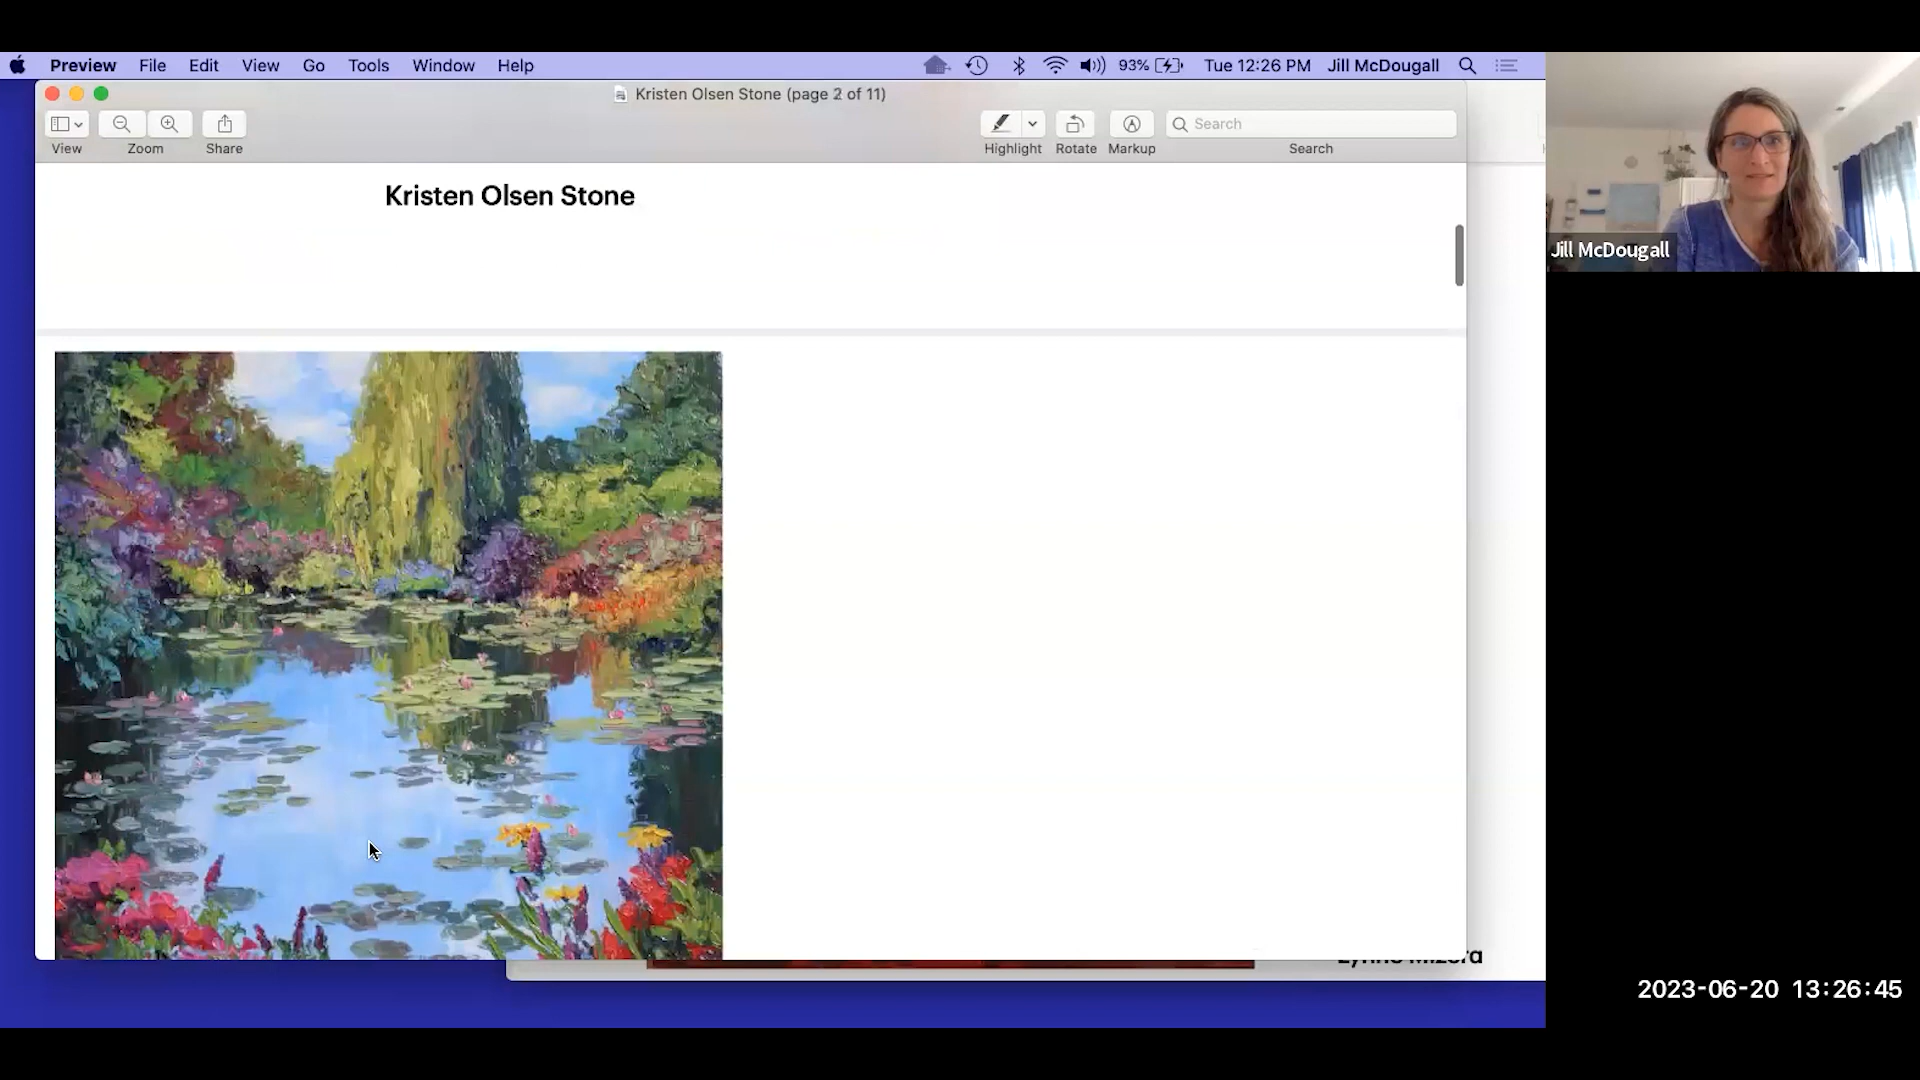 Preview File Edit View Go Tools Window Help
93% Tue 12:26 PM Jill McDougall
Kristen Olsen Stone (page 2 of 11)
Search
View Zoom Share Highlight Rotate Markup Search
Kristen Olsen Stone
Jill McDougall
2023-06-20 13:26:45